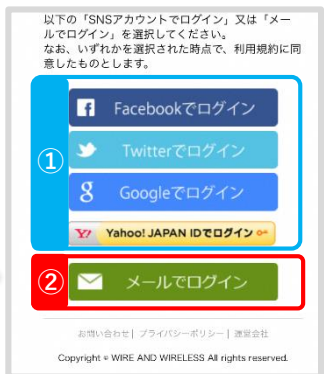 以下の「SNSアカウントでログイン」又は「メー
ルでログイン」を選択してください。
なお、いずれかを選択された時点で、利用規約に同
意したものとします。
①
f Facebookでログイン
Twitterでログイン
g Googleでログイン
Y! Yahoo! JAPAN IDでログイン
②
メールでログイン
お問い合わせ| プライバシーポリシー| 運営会社
Copyright © WIRE AND WIRELESS All rights reserved.